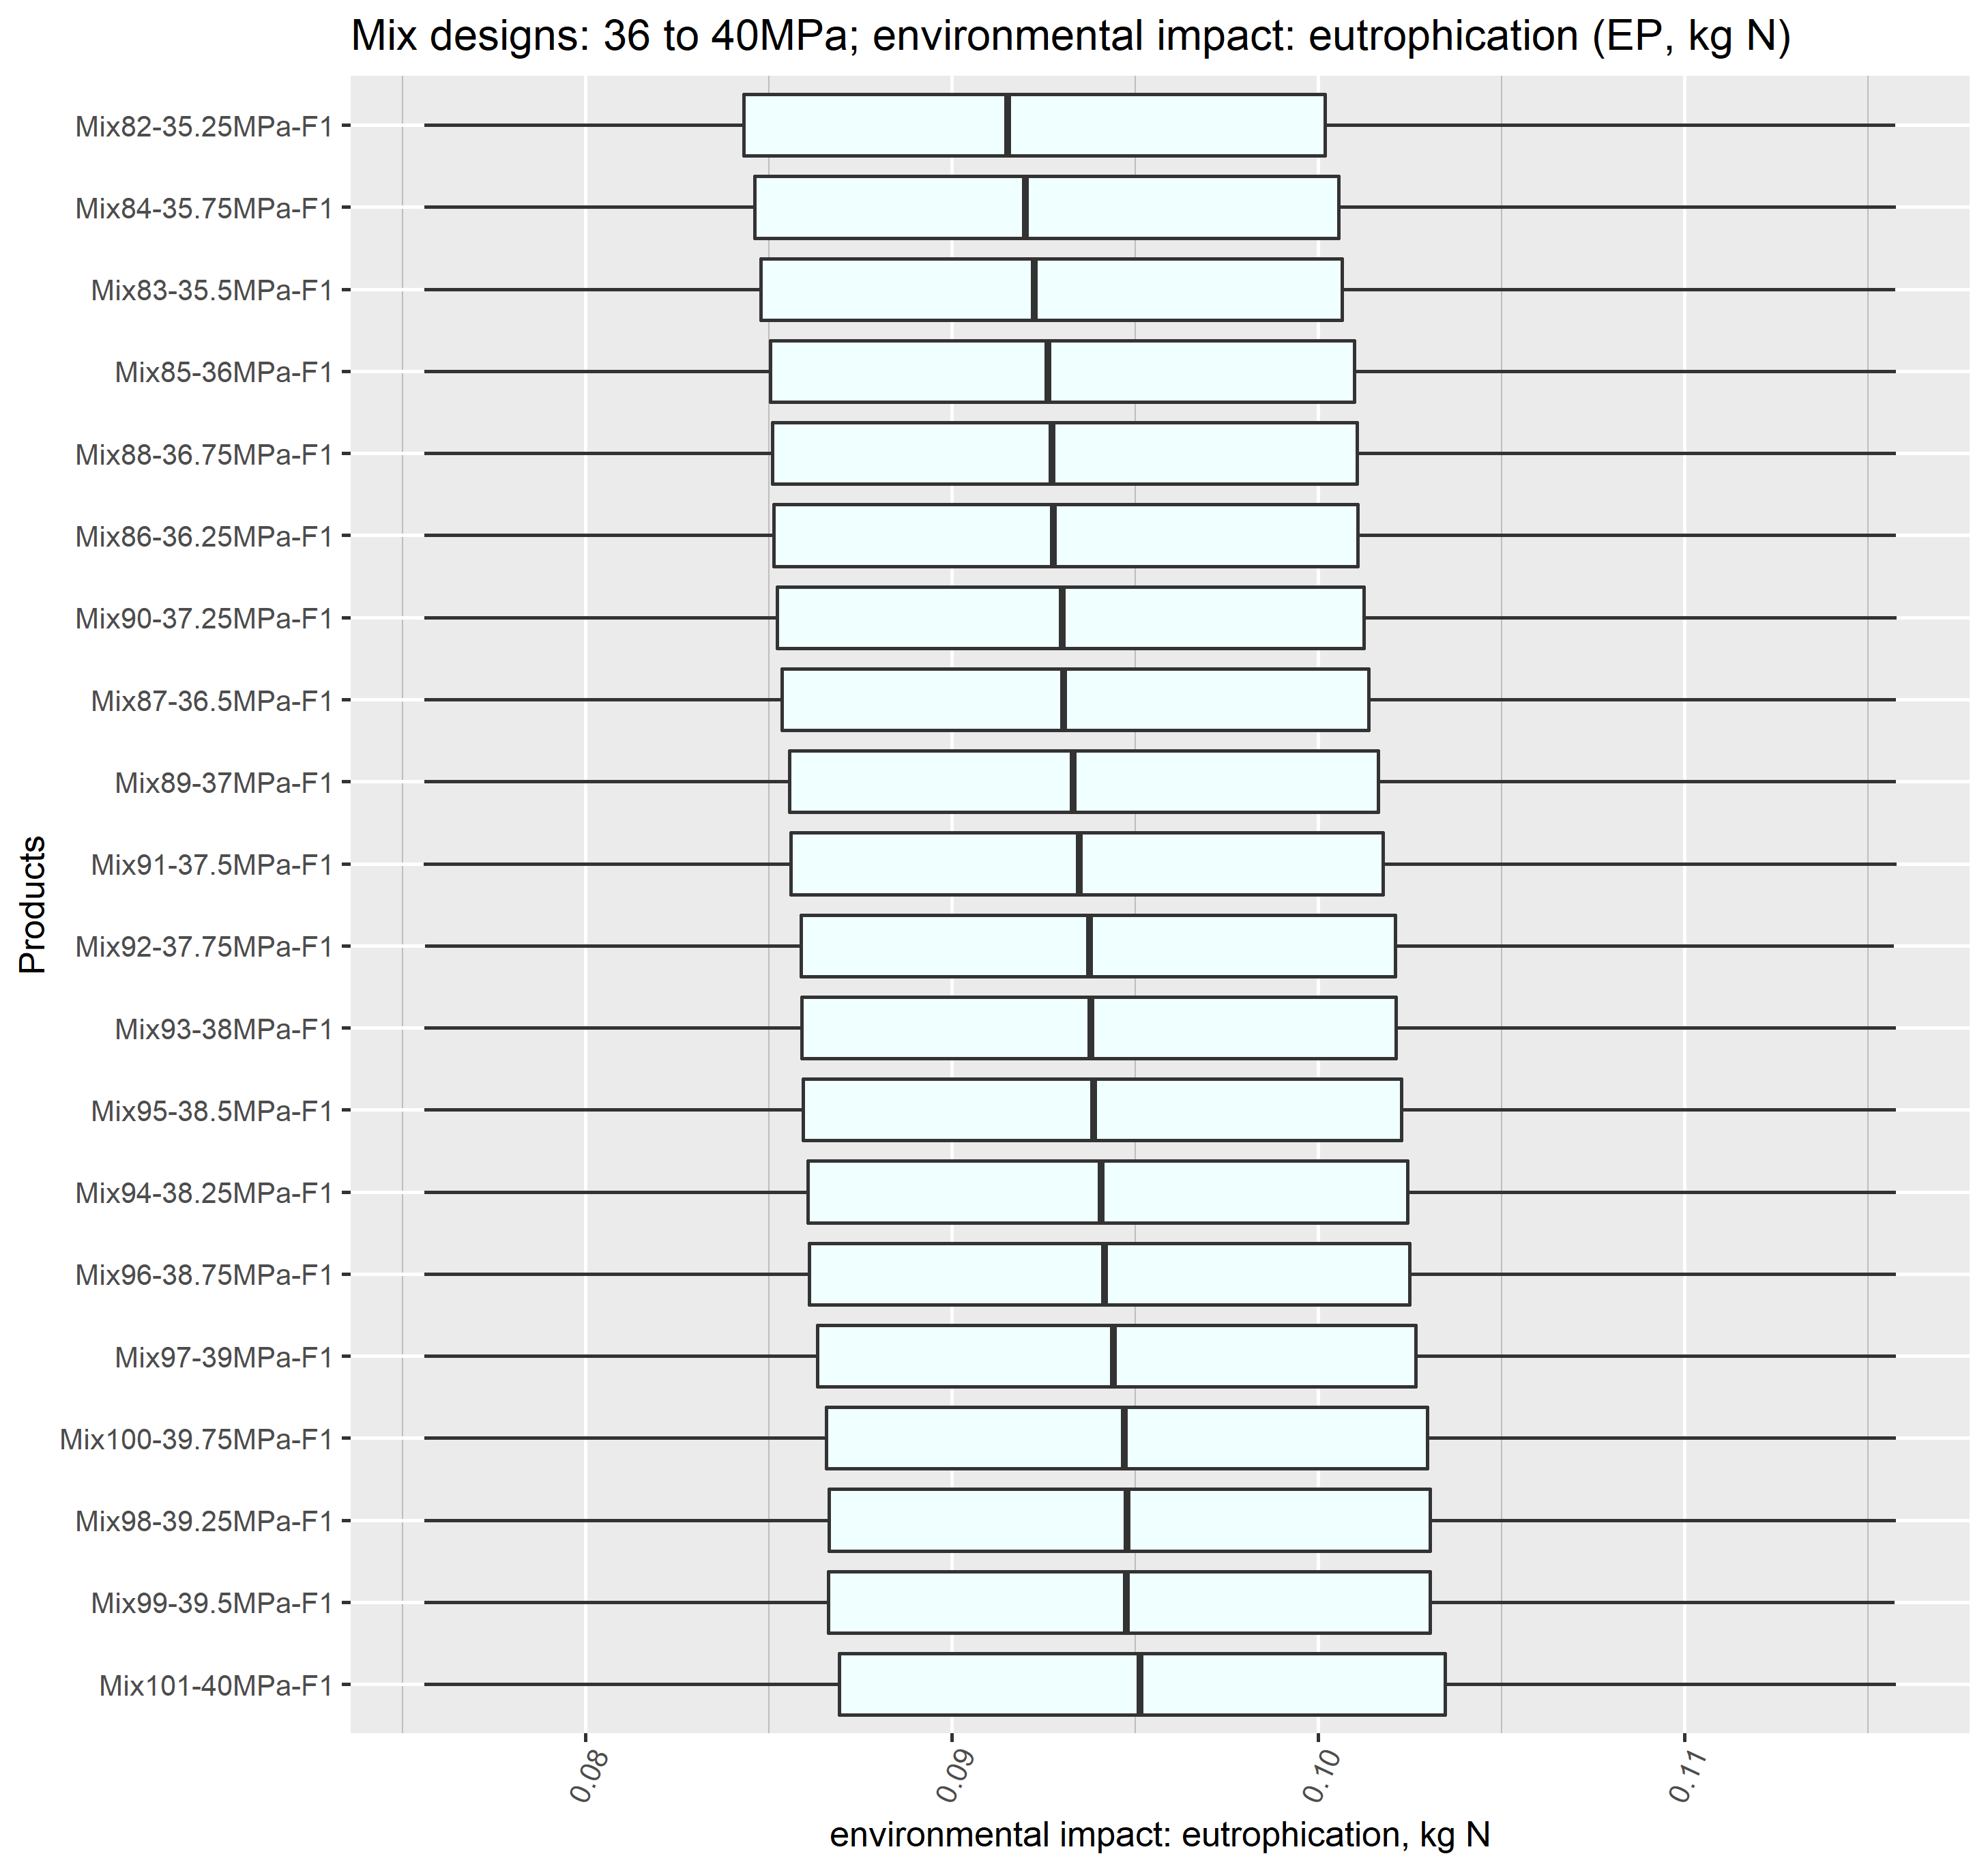 Mix designs: 36 to 40MPa; environmental impact: eutrophication (EP, kg N)
Products
Mix82-35.25MPa-F1
Mix84-35.75MPa-F1
Mix83-35.5MPa-F1
Mix85-36MPa-F1
Mix88-36.75MPa-F1
Mix86-36.25MPa-F1
Mix90-37.25MPa-F1
Mix87-36.5MPa-F1
Mix89-37MPa-F1
Mix91-37.5MPa-F1
Mix92-37.75MPa-F1
Mix93-38MPa-F1
Mix95-38.5MPa-F1
Mix94-38.25MPa-F1
Mix96-38.75MPa-F1
Mix97-39MPa-F1
Mix100-39.75MPa-F1
Mix98-39.25MPa-F1
Mix99-39.5MPa-F1
Mix101-40MPa-F1
0.08
0.09
0.10
0.11
environmental impact: eutrophication, kg N